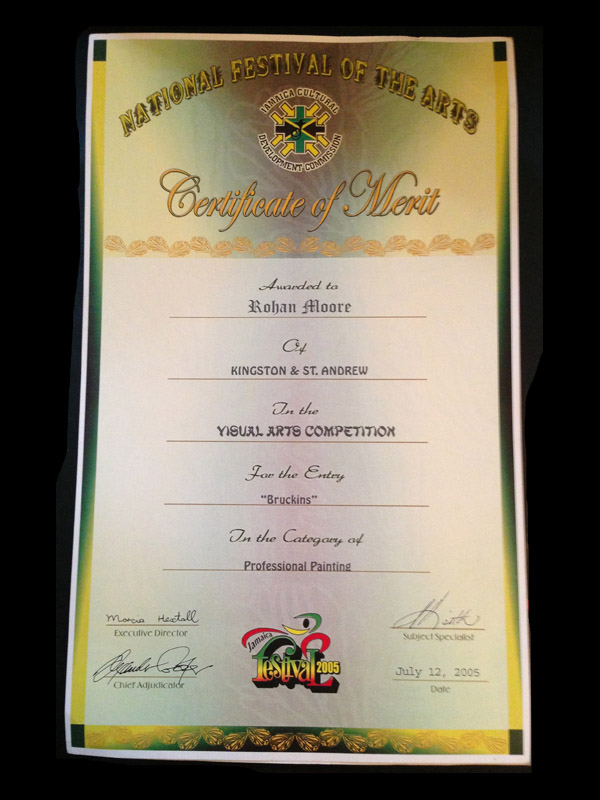 NATIONAL FESTIVAL OF THE ARTS
JAMAICA CULTURAL
DEVELOPMENT COMMISSION
Certificate of Merit
Awarded to
Rohan Moore
Of
KINGSTON & ST. ANDREW
In the
VISUAL ARTS COMPETITION
For the Entry
"Bruckins"
In the Category of
Professional Painting
Executive Director
Subject Specialist
Chief Adjudicator
Jamaica
Festival 2005
July 12, 2005
Date